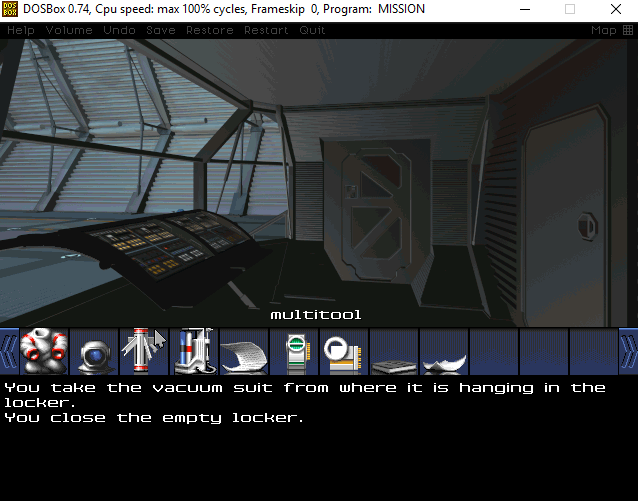 DOS
BOX
DOSBox 0.74, Cpu speed: max 100% cycles, Frameskip 0, Program: MISSION
Help Volume Undo Save Restore Restart Quit Map
multitool
You take the vacuum suit from where it is hanging in the
locker.
You close the empty locker.